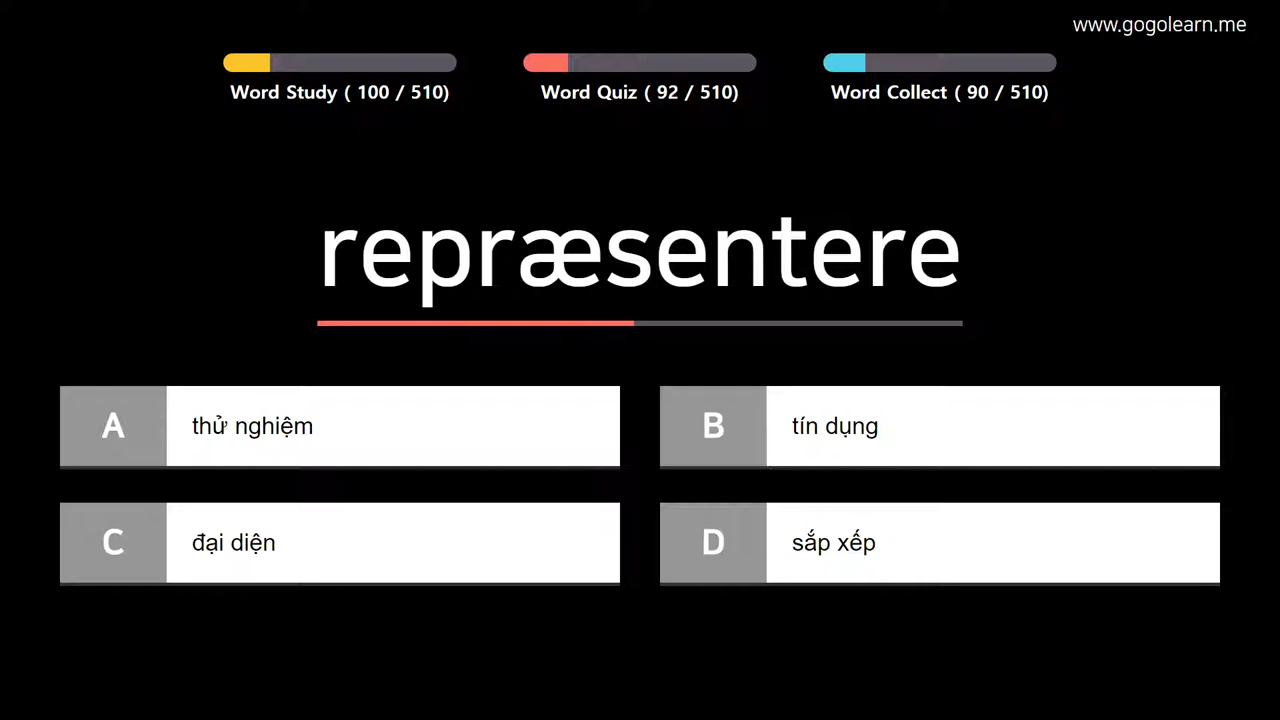 www.gogolearn.me
Word Study ( 100 / 510)
Word Quiz ( 92 / 510)
Word Collect ( 90 / 510)
repræsentere
A thử nghiệm
B tín dụng
C đại diện
D sắp xếp